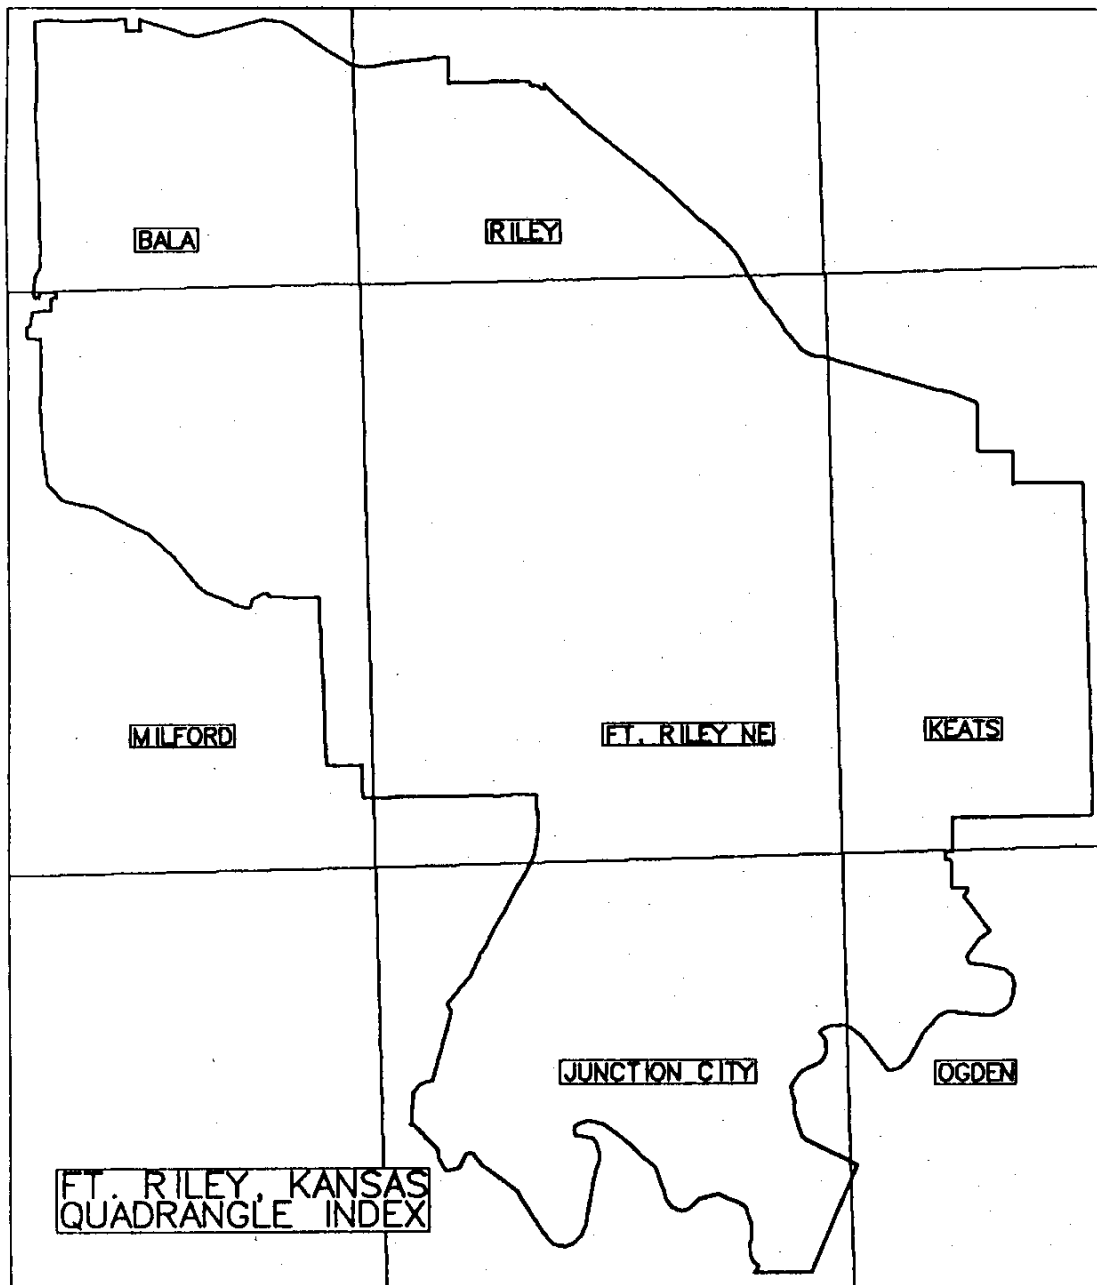 BALA
RILEY
MILFORD
FT. RILEY NE
KEATS
JUNCTION CITY
OGDEN
FT. RILEY, KANSAS
QUADRANGLE INDEX